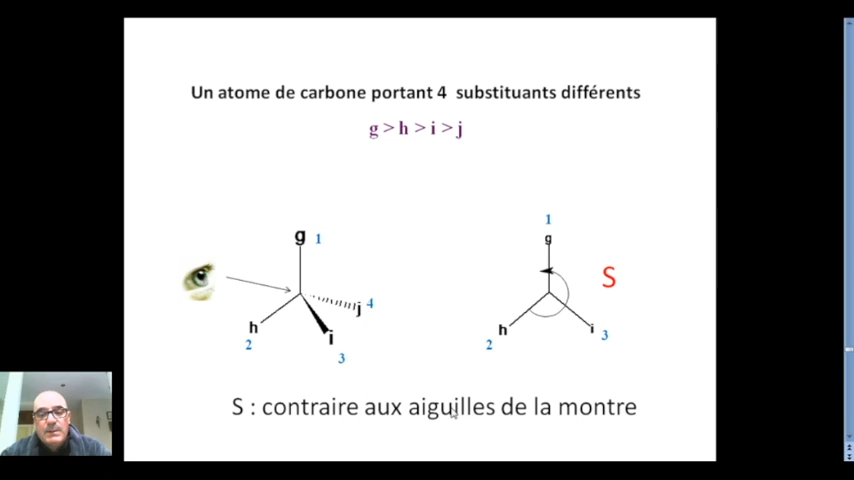 Un atome de carbone portant 4 substituants différents
g > h > i > j
g 1
j 4
h
2
i
3
1
g
S
h
2
i 3
S : contraire aux aiguilles de la montre